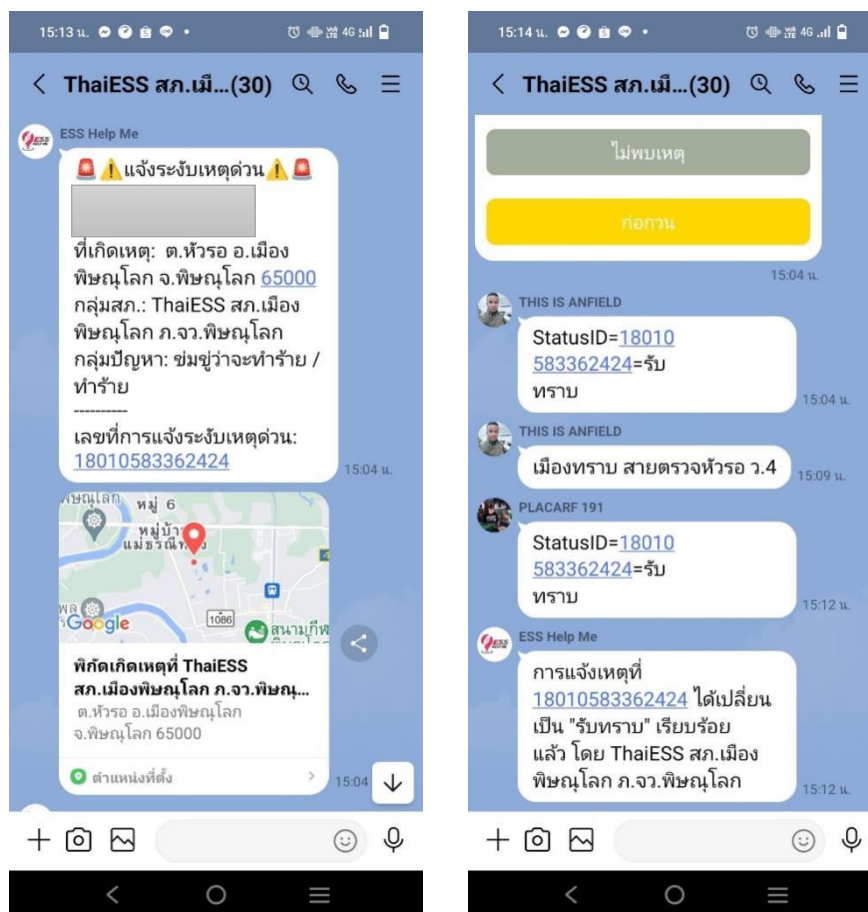 15:13 น.
4G
ThaiESS สภ.เมื...(30)
ESS Help Me
🚨⚠️แจ้งระงับเหตุด่วน⚠️🚨
ที่เกิดเหตุ: ต.หัวรอ อ.เมือง
พิษณุโลก จ.พิษณุโลก 65000
กลุ่มสภ.: ThaiESS สภ.เมือง
พิษณุโลก ภ.จว.พิษณุโลก
กลุ่มปัญหา: ข่มขู่ว่าจะทำร้าย /
ทำร้าย
----------
เลขที่การแจ้งระงับเหตุด่วน:
18010583362424
15:04 น.
หมู่ 6
1086
Google
สนามกีฬ
พิกัดเกิดเหตุที่ ThaiESS
สภ.เมืองพิษณุโลก ภ.จว.พิษณุ...
ต.หัวรอ อ.เมืองพิษณุโลก
จ.พิษณุโลก 65000
ตำแหน่งที่ตั้ง
15:04
15:14 น.
4G
ThaiESS สภ.เมื...(30)
ไม่พบเหตุ
ก่อกวน
15:04 น.
THIS IS ANFIELD
StatusID=18010
583362424=รับ
ทราบ
15:04 น.
THIS IS ANFIELD
เมืองทราบ สายตรวจหัวรอ ว.4
15:09 น.
PLACARF 191
StatusID=18010
583362424=รับ
ทราบ
15:12 น.
ESS Help Me
การแจ้งเหตุที่
18010583362424 ได้เปลี่ยน
เป็น "รับทราบ" เรียบร้อย
แล้ว โดย ThaiESS สภ.เมือง
พิษณุโลก ภ.จว.พิษณุโลก
15:12 น.